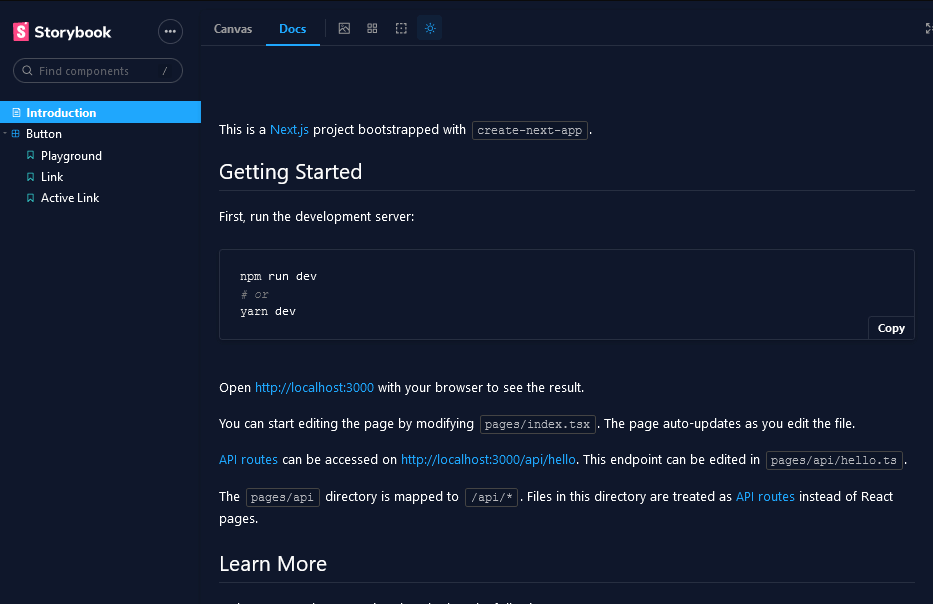 Storybook
Find components /
Introduction
Button
Playground
Link
Active Link
Canvas Docs
This is a Next.js project bootstrapped with create-next-app.
Getting Started
First, run the development server:
npm run dev
# or
yarn dev
Copy
Open http://localhost:3000 with your browser to see the result.
You can start editing the page by modifying pages/index.tsx. The page auto-updates as you edit the file.
API routes can be accessed on http://localhost:3000/api/hello. This endpoint can be edited in pages/api/hello.ts.
The pages/api directory is mapped to /api/*. Files in this directory are treated as API routes instead of React
pages.
Learn More